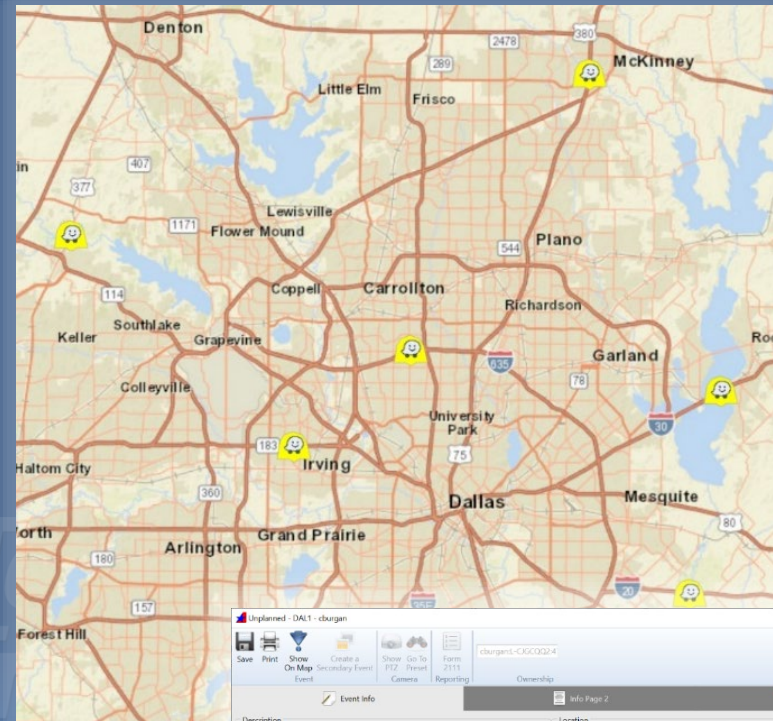 Denton
380
2478
McKinney
289
Little Elm
Frisco
407
377
Lewisville
1171
Flower Mound
544
Plano
Coppell
Carrollton
114
Richardson
Southlake
Keller
Grapevine
635
Garland
78
Colleyville
University
Park
30
183
Irving
75
Haltom City
360
Dallas
Mesquite
80
Grand Prairie
Arlington
180
20
157
35E
Forest Hill
Unplanned - DAL1 - cburgan
Save Print Show On Map Create a Secondary Event Show PTZ Go To Preset Form 2111
cburgan:L-CJGCQQ2:4
Event Camera Reporting Ownership
Event Info Info Page 2
Description Location